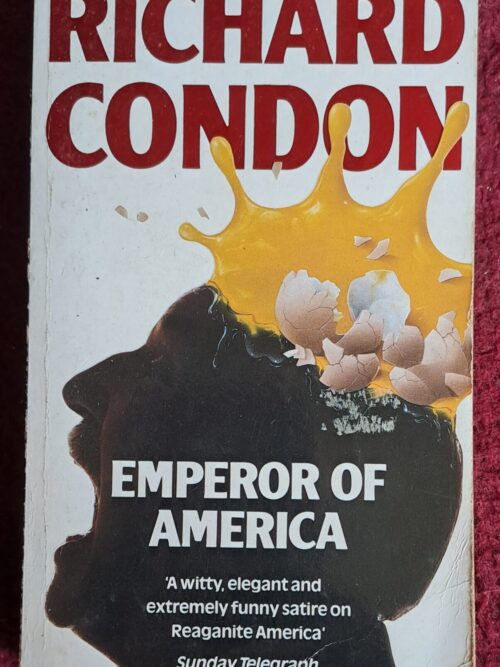 RICHARD
CONDON
EMPEROR OF
AMERICA
'A witty, elegant and
extremely funny satire on
Reaganite America'
Sunday Telegraph